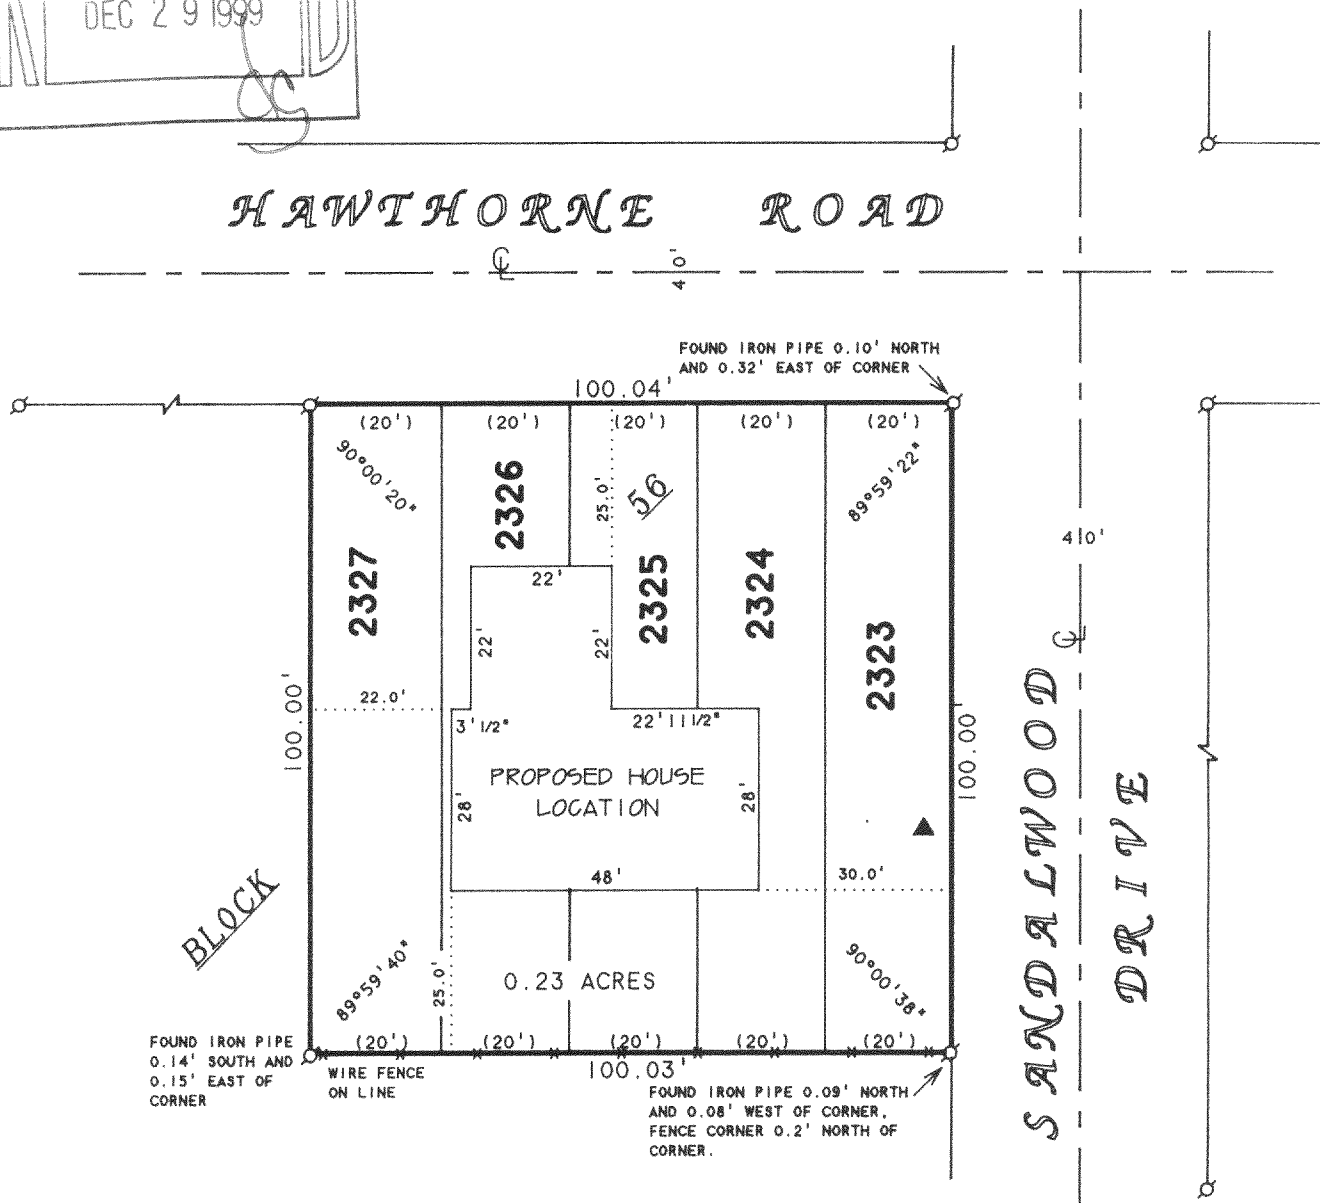 DEC 29 1999
HAWTHORNE ROAD
40'
FOUND IRON PIPE 0.10' NORTH
AND 0.32' EAST OF CORNER
100.04'
(20') (20') (20') (20') (20')
90°00'20"
2326
25.0'
56
89°59'22"
2327
2325
2324
2323
40'
22'
22'
22'
22.0'
3'1/2"
22'11 1/2"
100.00'
100.00'
PROPOSED HOUSE
LOCATION
28'
28'
48'
30.0'
SANDALWOOD
DRIVE
BLOCK
89°59'40"
25.0'
0.23 ACRES
90°00'38"
(20') (20') (20') (20') (20')
100.03'
FOUND IRON PIPE
0.14' SOUTH AND
0.15' EAST OF
CORNER
WIRE FENCE
ON LINE
FOUND IRON PIPE 0.09' NORTH
AND 0.08' WEST OF CORNER,
FENCE CORNER 0.2' NORTH OF
CORNER.